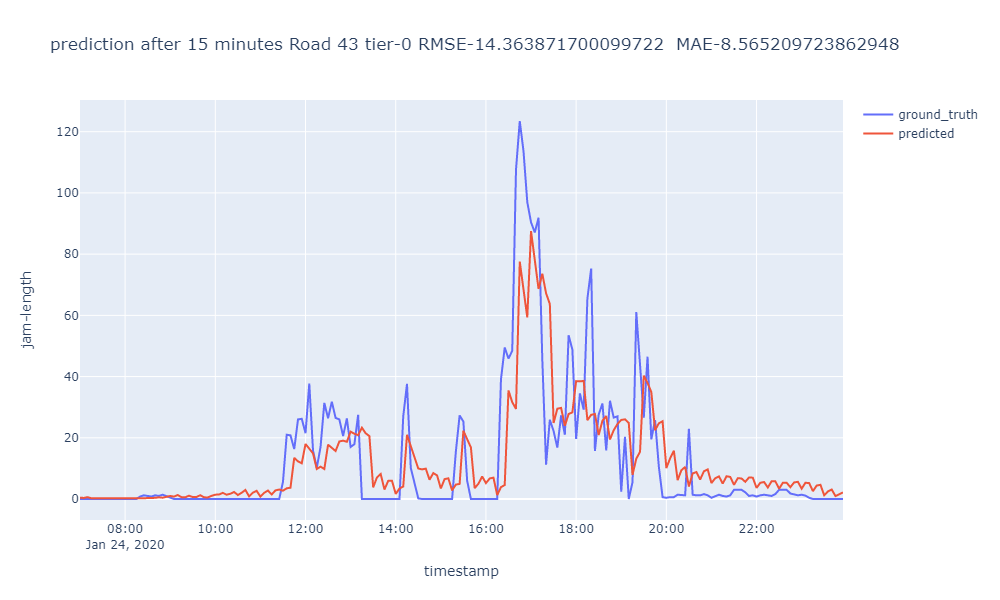 prediction after 15 minutes Road 43 tier-0 RMSE-14.363871700099722  MAE-8.565209723862948
ground_truth
predicted
120
100
80
60
40
20
0
jam-length
08:00 10:00 12:00 14:00 16:00 18:00 20:00 22:00
Jan 24, 2020
timestamp